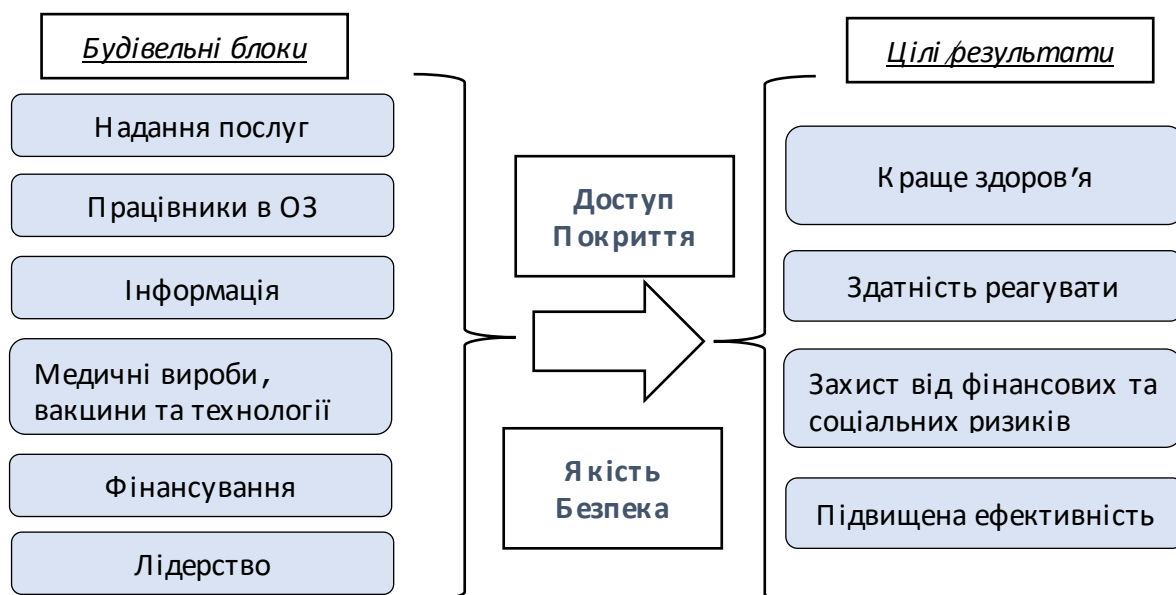 Будівельні блоки
Надання послуг
Працівники в ОЗ
Інформація
Медичні вироби,
вакцини та технології
Фінансування
Лідерство
Доступ
Покриття
Якість
Безпека
Цілі/результати
Краще здоров’я
Здатність реагувати
Захист від фінансових та
соціальних ризиків
Підвищена ефективність